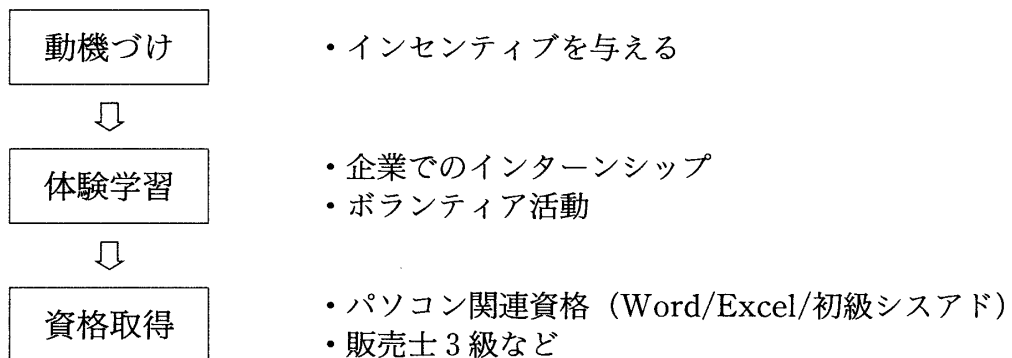 動機づけ
・インセンティブを与える
体験学習
・企業でのインターンシップ
・ボランティア活動
資格取得
・パソコン関連資格（Word/Excel/初級シスアド）
・販売士3級など